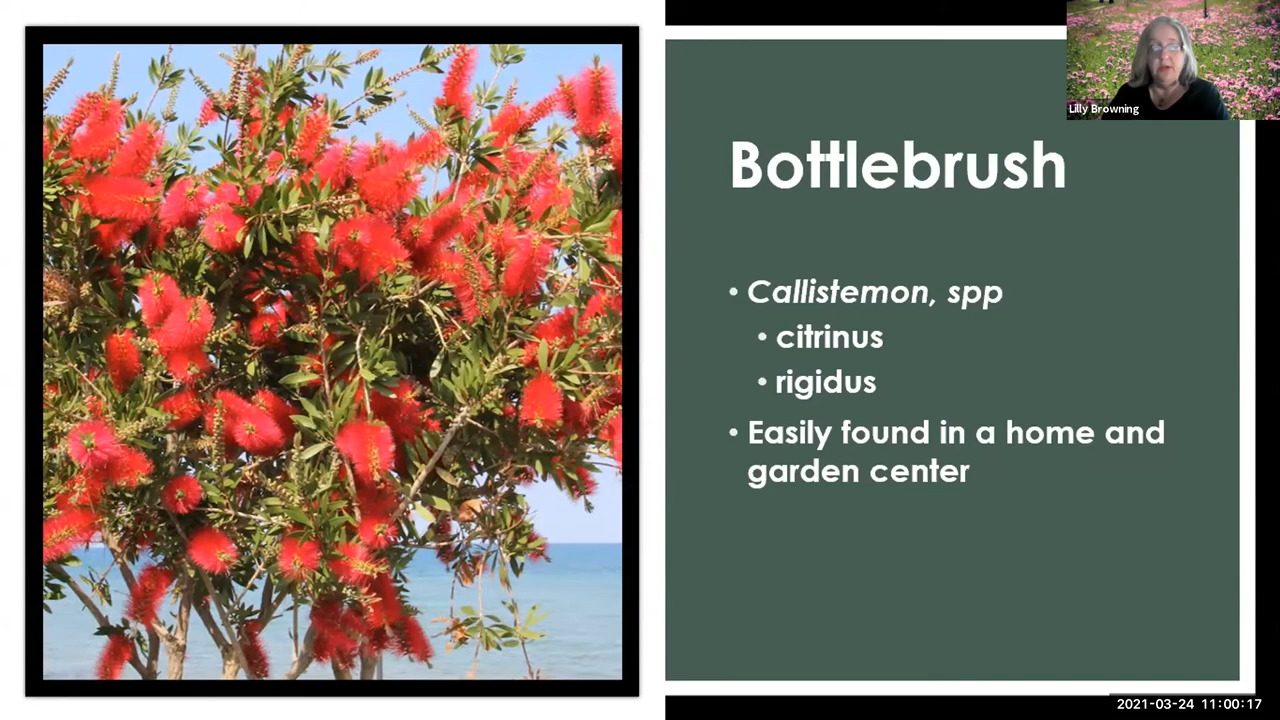 Lilly Browning
Bottlebrush
• Callistemon, spp
• citrinus
• rigidus
• Easily found in a home and
garden center
2021-03-24 11:00:17